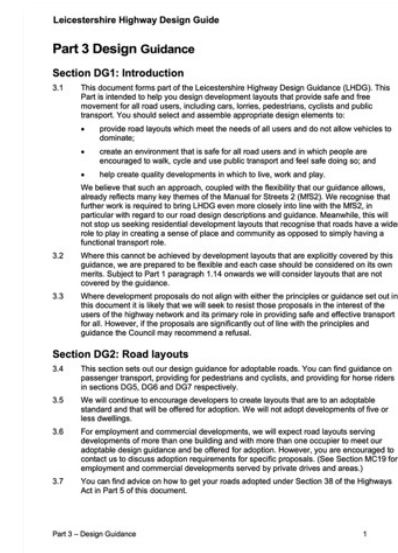 Leicestershire Highway Design Guide
Part 3 Design Guidance
Section DG1: Introduction
3.1 This document forms part of the Leicestershire Highway Design Guidance (LHDG). This
Part is intended to help you design development layouts that provide safe and free
movement for all road users, including cars, lorries, pedestrians, cyclists and public
transport. You should select and assemble appropriate design elements to:
• provide road layouts which meet the needs of all users and do not allow vehicles to
dominate;
• create an environment that is safe for all road users and in which people are
encouraged to walk, cycle and use public transport and feel safe doing so; and
• help create quality developments in which to live, work and play.
We believe that such an approach, coupled with the flexibility that our guidance allows,
already reflects many key themes of the Manual for Streets 2 (MfS2). We recognise that
further work is required to bring LHDG even more closely into line with the MfS2, in
particular with regard to our road design descriptions and guidance. Meanwhile, this will
not stop us seeking residential development layouts that recognise that roads have a wide
role to play in creating a sense of place and community as opposed to simply having a
functional transport role.
3.2 Where this cannot be achieved by development layouts that are explicitly covered by this
guidance, we are prepared to be flexible and each case should be considered on its own
merits. Subject to Part 1 paragraph 1.14 onwards we will consider layouts that are not
covered by the guidance.
3.3 Where development proposals do not align with either the principles or guidance set out in
this document it is likely that we will seek to resist those proposals in the interest of the
users of the highway network and its primary role in providing safe and effective transport
for all. However, if the proposals are significantly out of line with the principles and
guidance the Council may recommend a refusal.
Section DG2: Road layouts
3.4 This section sets out our design guidance for adoptable roads. You can find guidance on
passenger transport, providing for pedestrians and cyclists, and providing for horse riders
in sections DG5, DG6 and DG7 respectively.
3.5 We will continue to encourage developers to create layouts that are to an adoptable
standard and that will be offered for adoption. We will not adopt developments of five or
less dwellings.
3.6 For employment and commercial developments, we will expect road layouts serving
developments of more than one building and with more than one occupier to meet our
adoptable design guidance and be offered for adoption. However, you are encouraged to
contact us to discuss adoption requirements for specific proposals. (See Section MC19 for
employment and commercial developments served by private drives and areas.)
3.7 You can find advice on how to get your roads adopted under Section 38 of the Highways
Act in Part 5 of this document.
Part 3 – Design Guidance 1